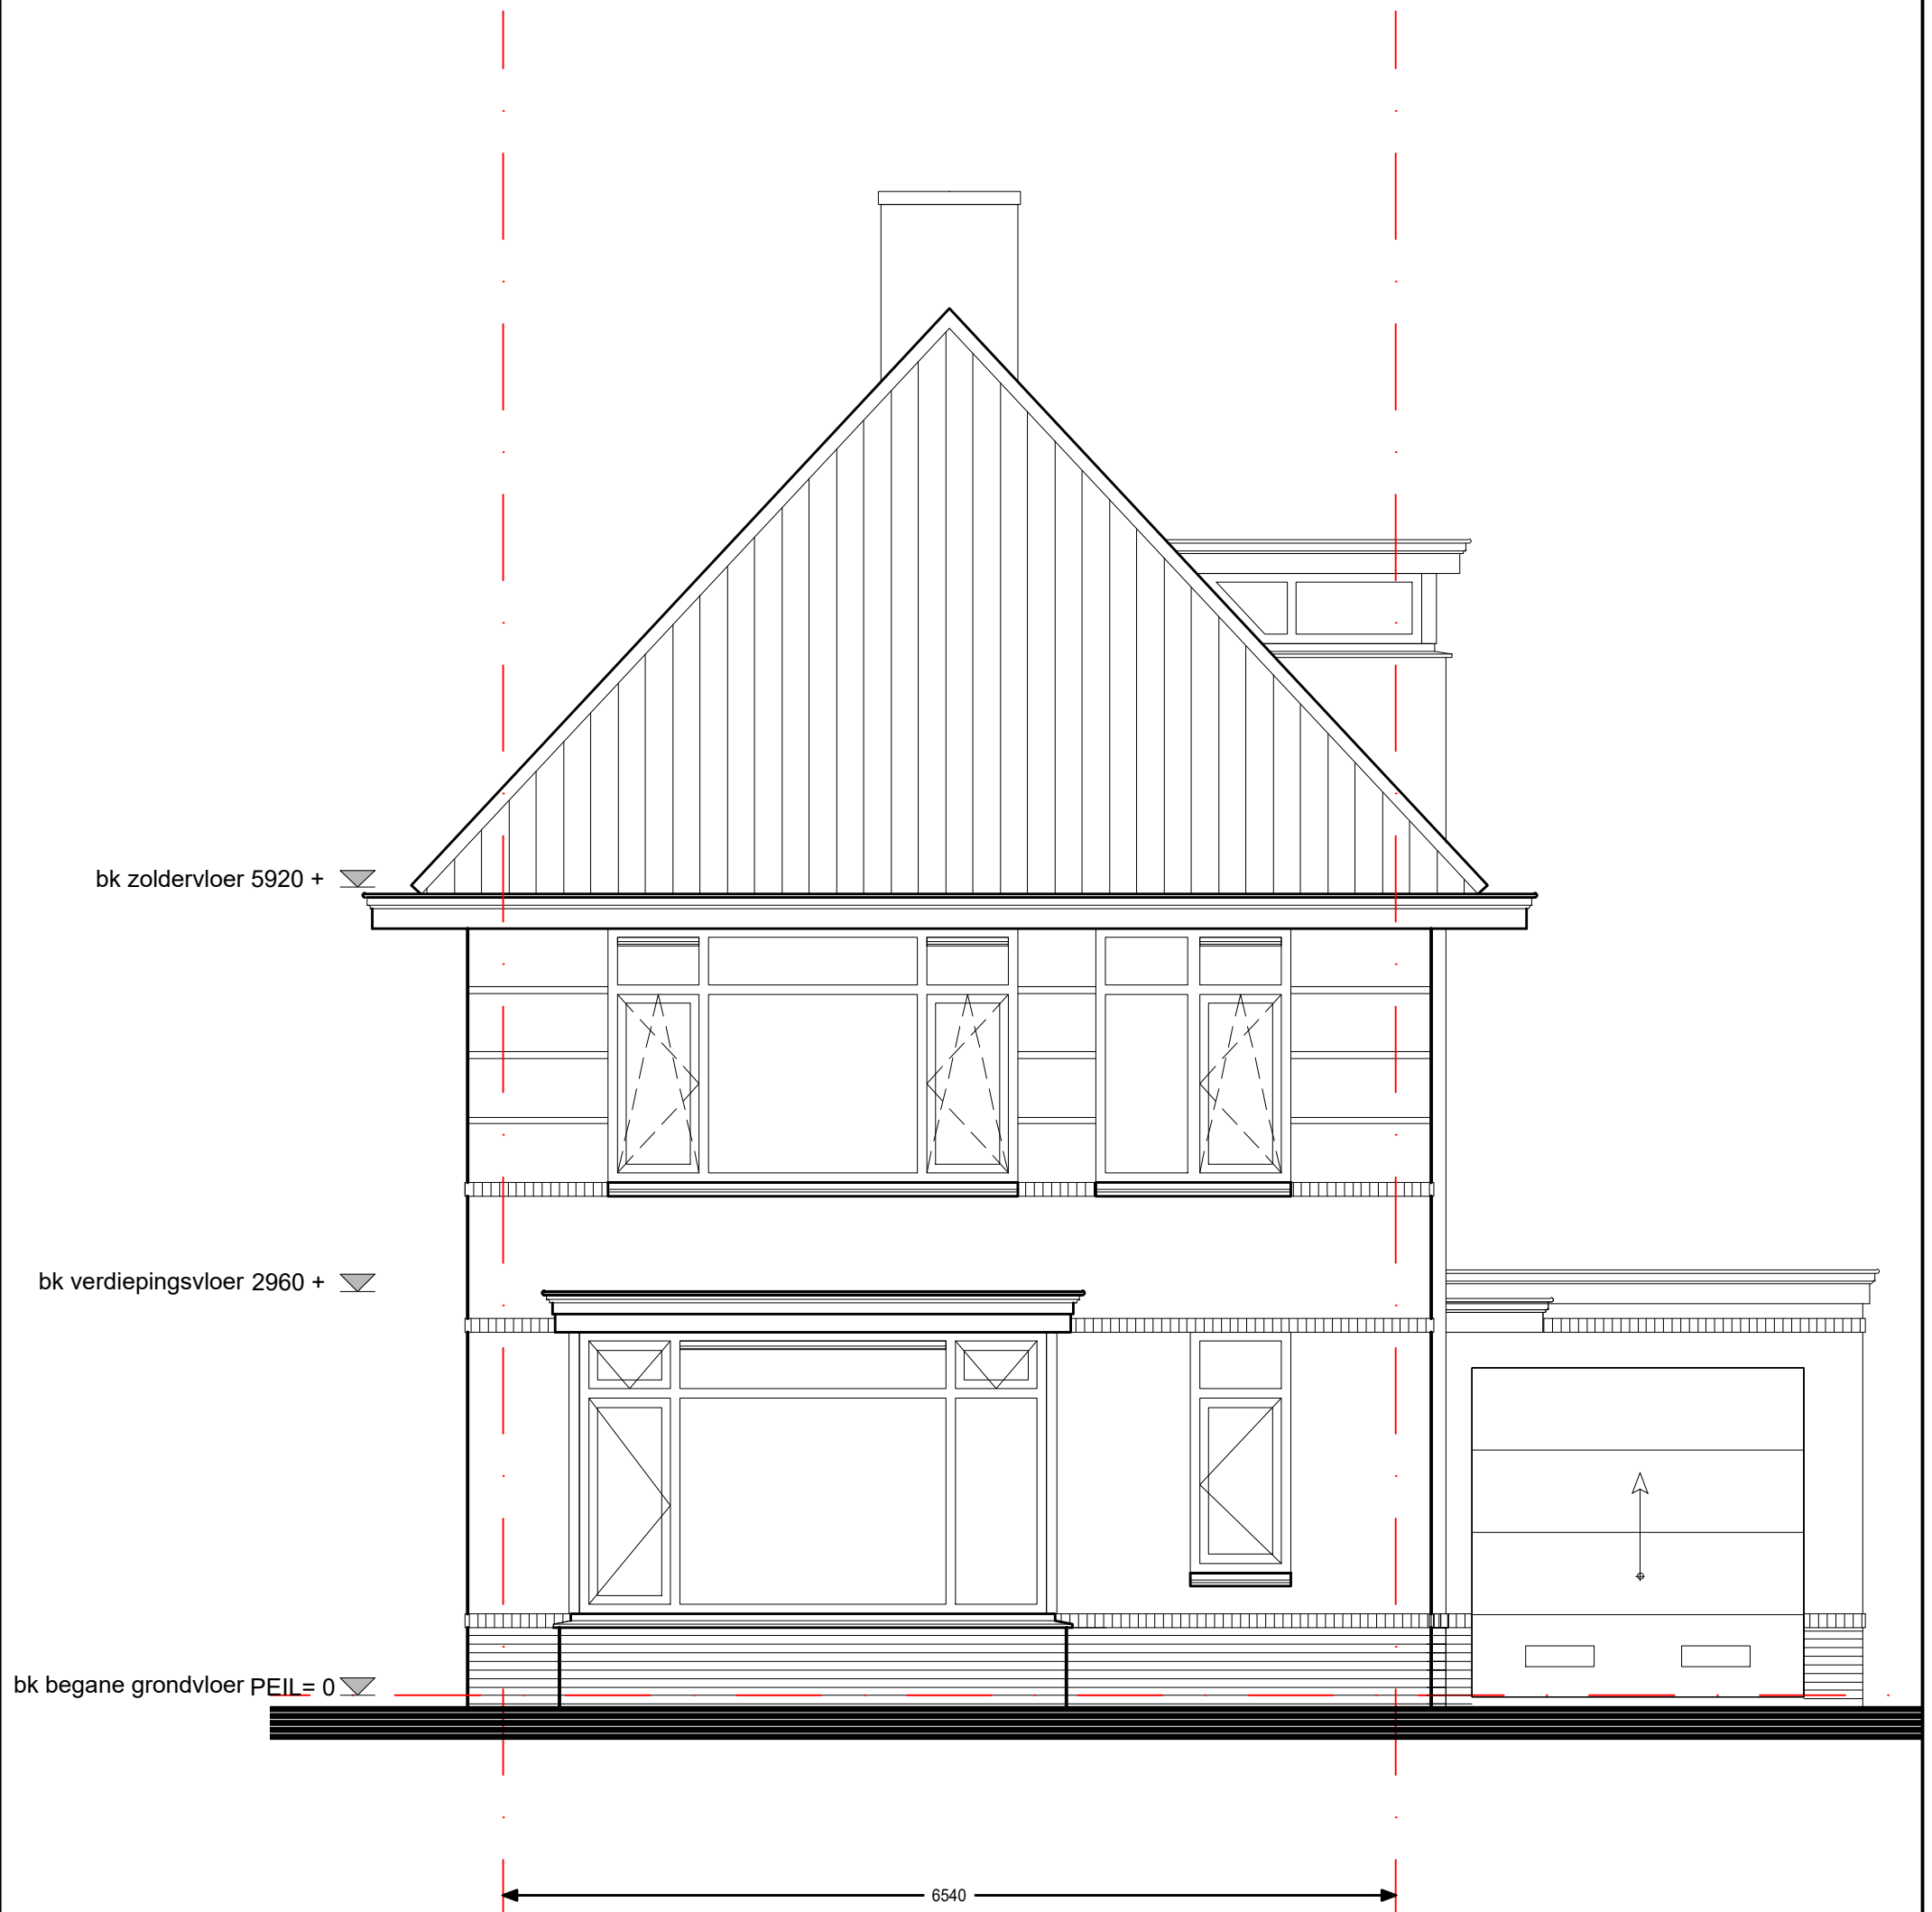 bk zoldervloer 5920 +
bk verdiepingsvloer 2960 +
bk begane grondvloer PEIL= 0
6540